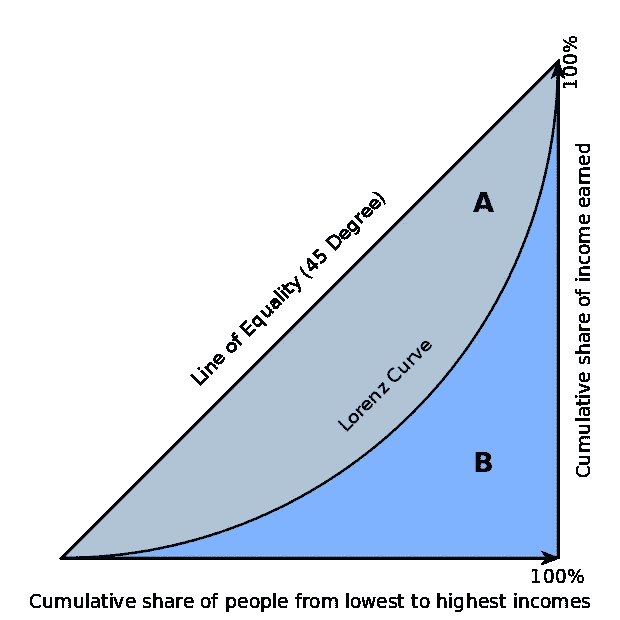 100%
Cumulative share of income earned
A
Line of Equality (45 Degree)
Lorenz Curve
B
100%
Cumulative share of people from lowest to highest incomes